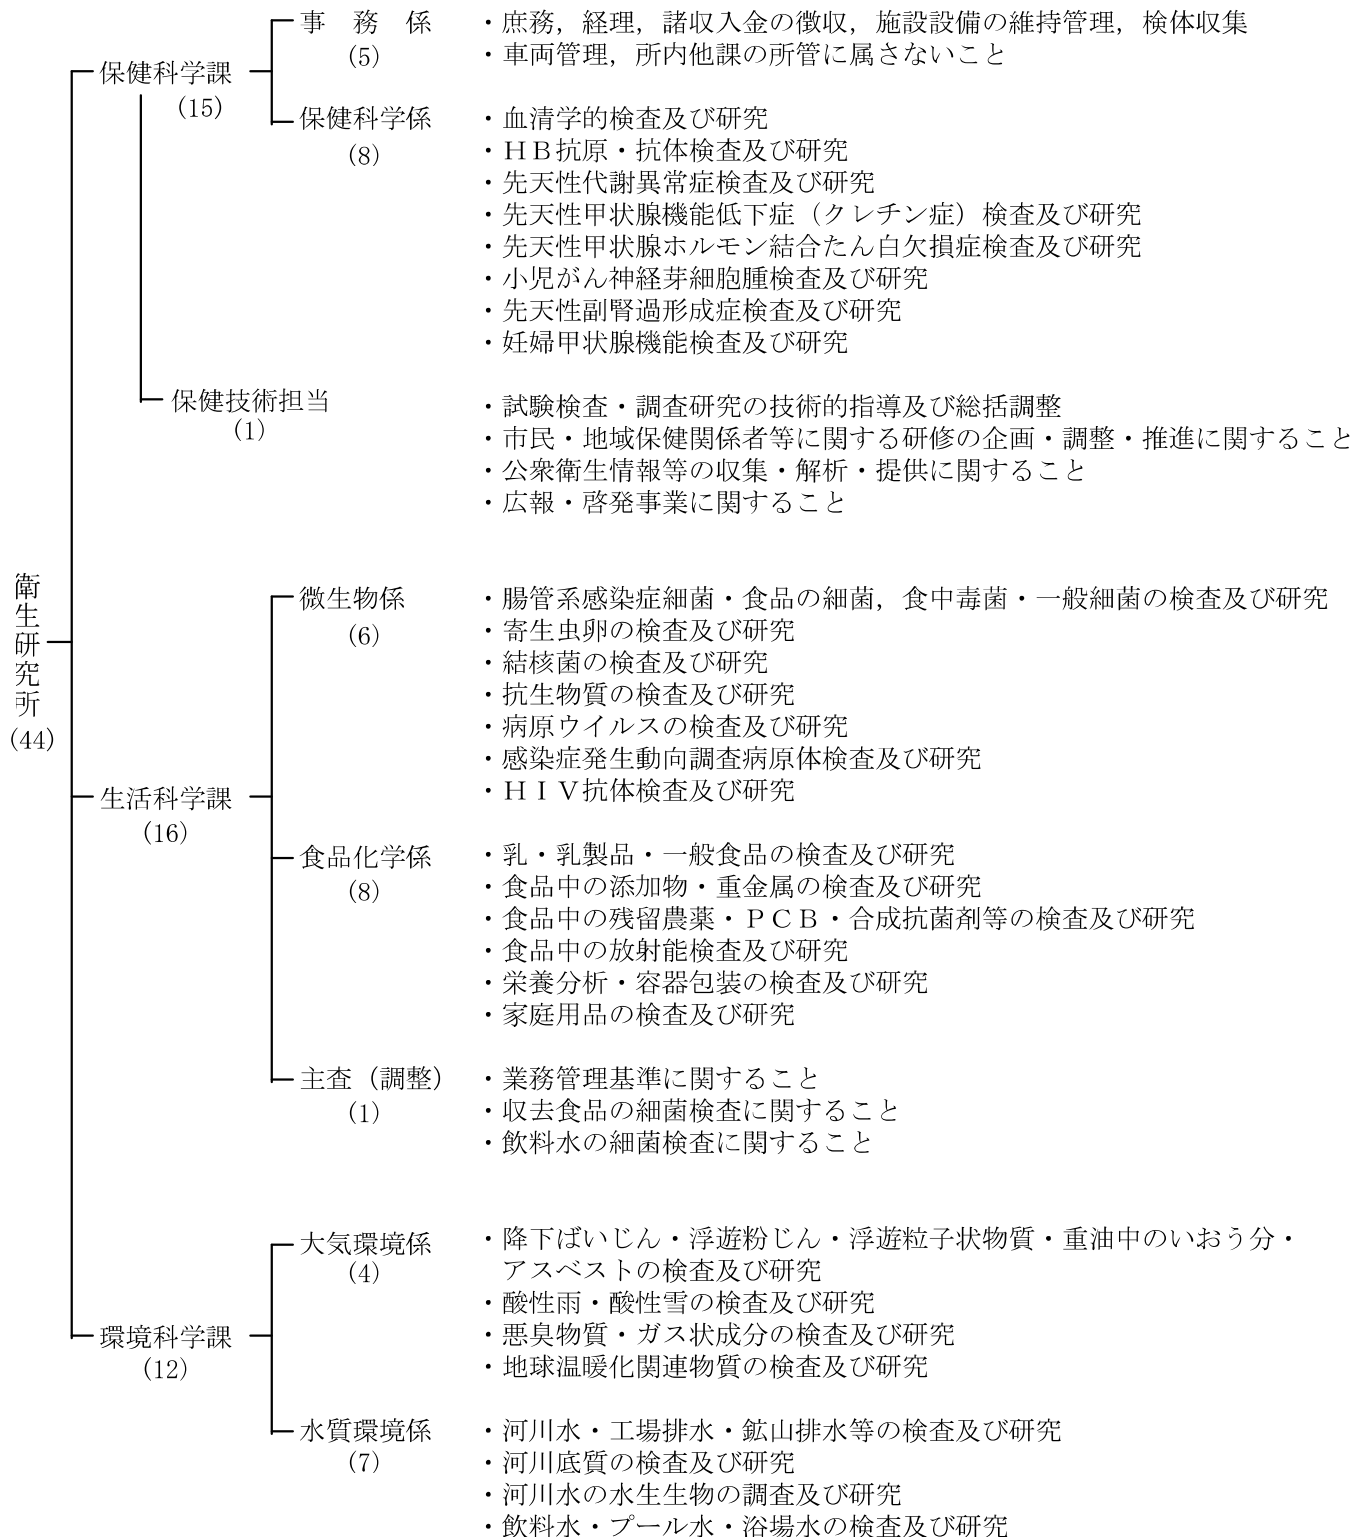 衛生研究所
(44)
保健科学課
(15)
事　務　係
(5)
・庶務，経理，諸収入金の徴収，施設設備の維持管理，検体収集
・車両管理，所内他課の所管に属さないこと
保健科学係
(8)
・血清学的検査及び研究
・ＨＢ抗原・抗体検査及び研究
・先天性代謝異常症検査及び研究
・先天性甲状腺機能低下症（クレチン症）検査及び研究
・先天性甲状腺ホルモン結合たん白欠損症検査及び研究
・小児がん神経芽細胞腫検査及び研究
・先天性副腎過形成症検査及び研究
・妊婦甲状腺機能検査及び研究
保健技術担当
(1)
・試験検査・調査研究の技術的指導及び総括調整
・市民・地域保健関係者等に関する研修の企画・調整・推進に関すること
・公衆衛生情報等の収集・解析・提供に関すること
・広報・啓発事業に関すること
生活科学課
(16)
微生物係
(6)
・腸管系感染症細菌・食品の細菌，食中毒菌・一般細菌の検査及び研究
・寄生虫卵の検査及び研究
・結核菌の検査及び研究
・抗生物質の検査及び研究
・病原ウイルスの検査及び研究
・感染症発生動向調査病原体検査及び研究
・ＨＩＶ抗体検査及び研究
食品化学係
(8)
・乳・乳製品・一般食品の検査及び研究
・食品中の添加物・重金属の検査及び研究
・食品中の残留農薬・ＰＣＢ・合成抗菌剤等の検査及び研究
・食品中の放射能検査及び研究
・栄養分析・容器包装の検査及び研究
・家庭用品の検査及び研究
主査（調整）
(1)
・業務管理基準に関すること
・収去食品の細菌検査に関すること
・飲料水の細菌検査に関すること
環境科学課
(12)
大気環境係
(4)
・降下ばいじん・浮遊粉じん・浮遊粒子状物質・重油中のいおう分・
アスベストの検査及び研究
・酸性雨・酸性雪の検査及び研究
・悪臭物質・ガス状成分の検査及び研究
・地球温暖化関連物質の検査及び研究
水質環境係
(7)
・河川水・工場排水・鉱山排水等の検査及び研究
・河川底質の検査及び研究
・河川水の水生生物の調査及び研究
・飲料水・プール水・浴場水の検査及び研究